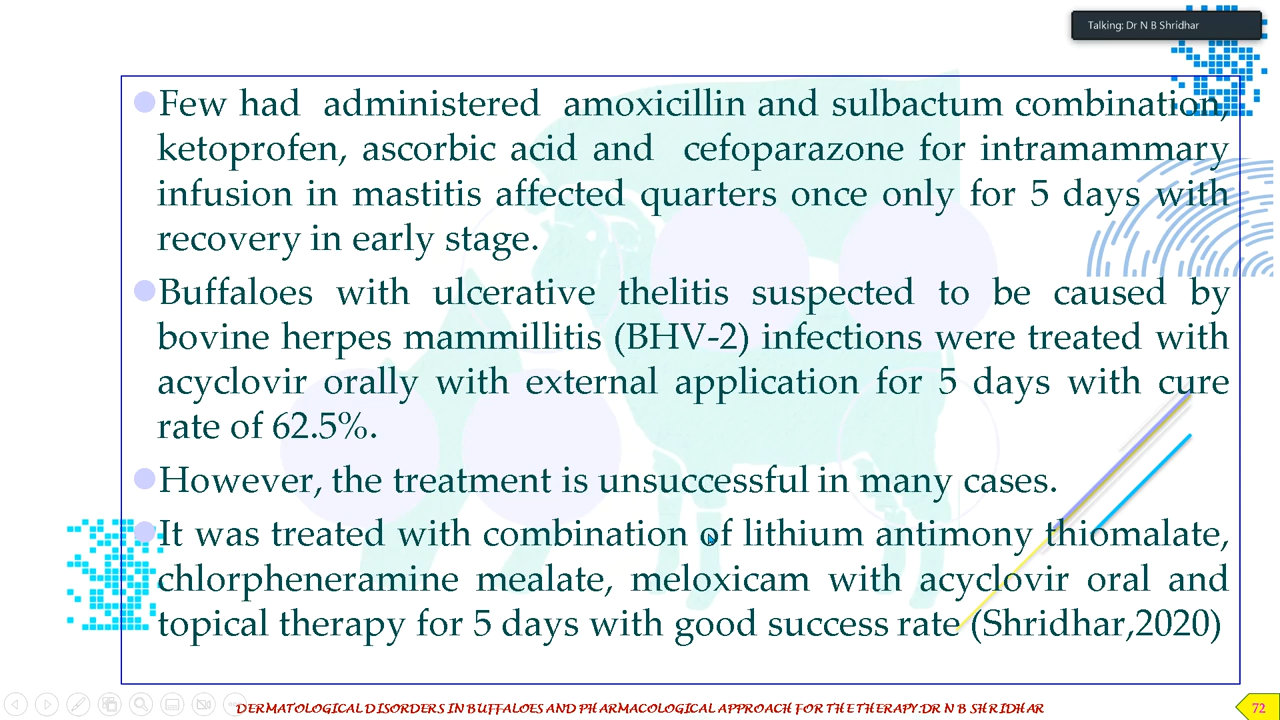 Talking: Dr N B Shridhar
Few had administered amoxicillin and sulbactum combination,
ketoprofen, ascorbic acid and cefoparazone for intramammary
infusion in mastitis affected quarters once only for 5 days with
recovery in early stage.
Buffaloes with ulcerative thelitis suspected to be caused by
bovine herpes mammillitis (BHV-2) infections were treated with
acyclovir orally with external application for 5 days with cure
rate of 62.5%.
However, the treatment is unsuccessful in many cases.
It was treated with combination of lithium antimony thiomalate,
chlorpheneramine mealate, meloxicam with acyclovir oral and
topical therapy for 5 days with good success rate (Shridhar,2020)
DERMATOLOGICAL DISORDERS IN BUFFALOES AND PHARMACOLOGICAL APPROACH FOR THE THERAPY:DR N B SHRIDHAR
72